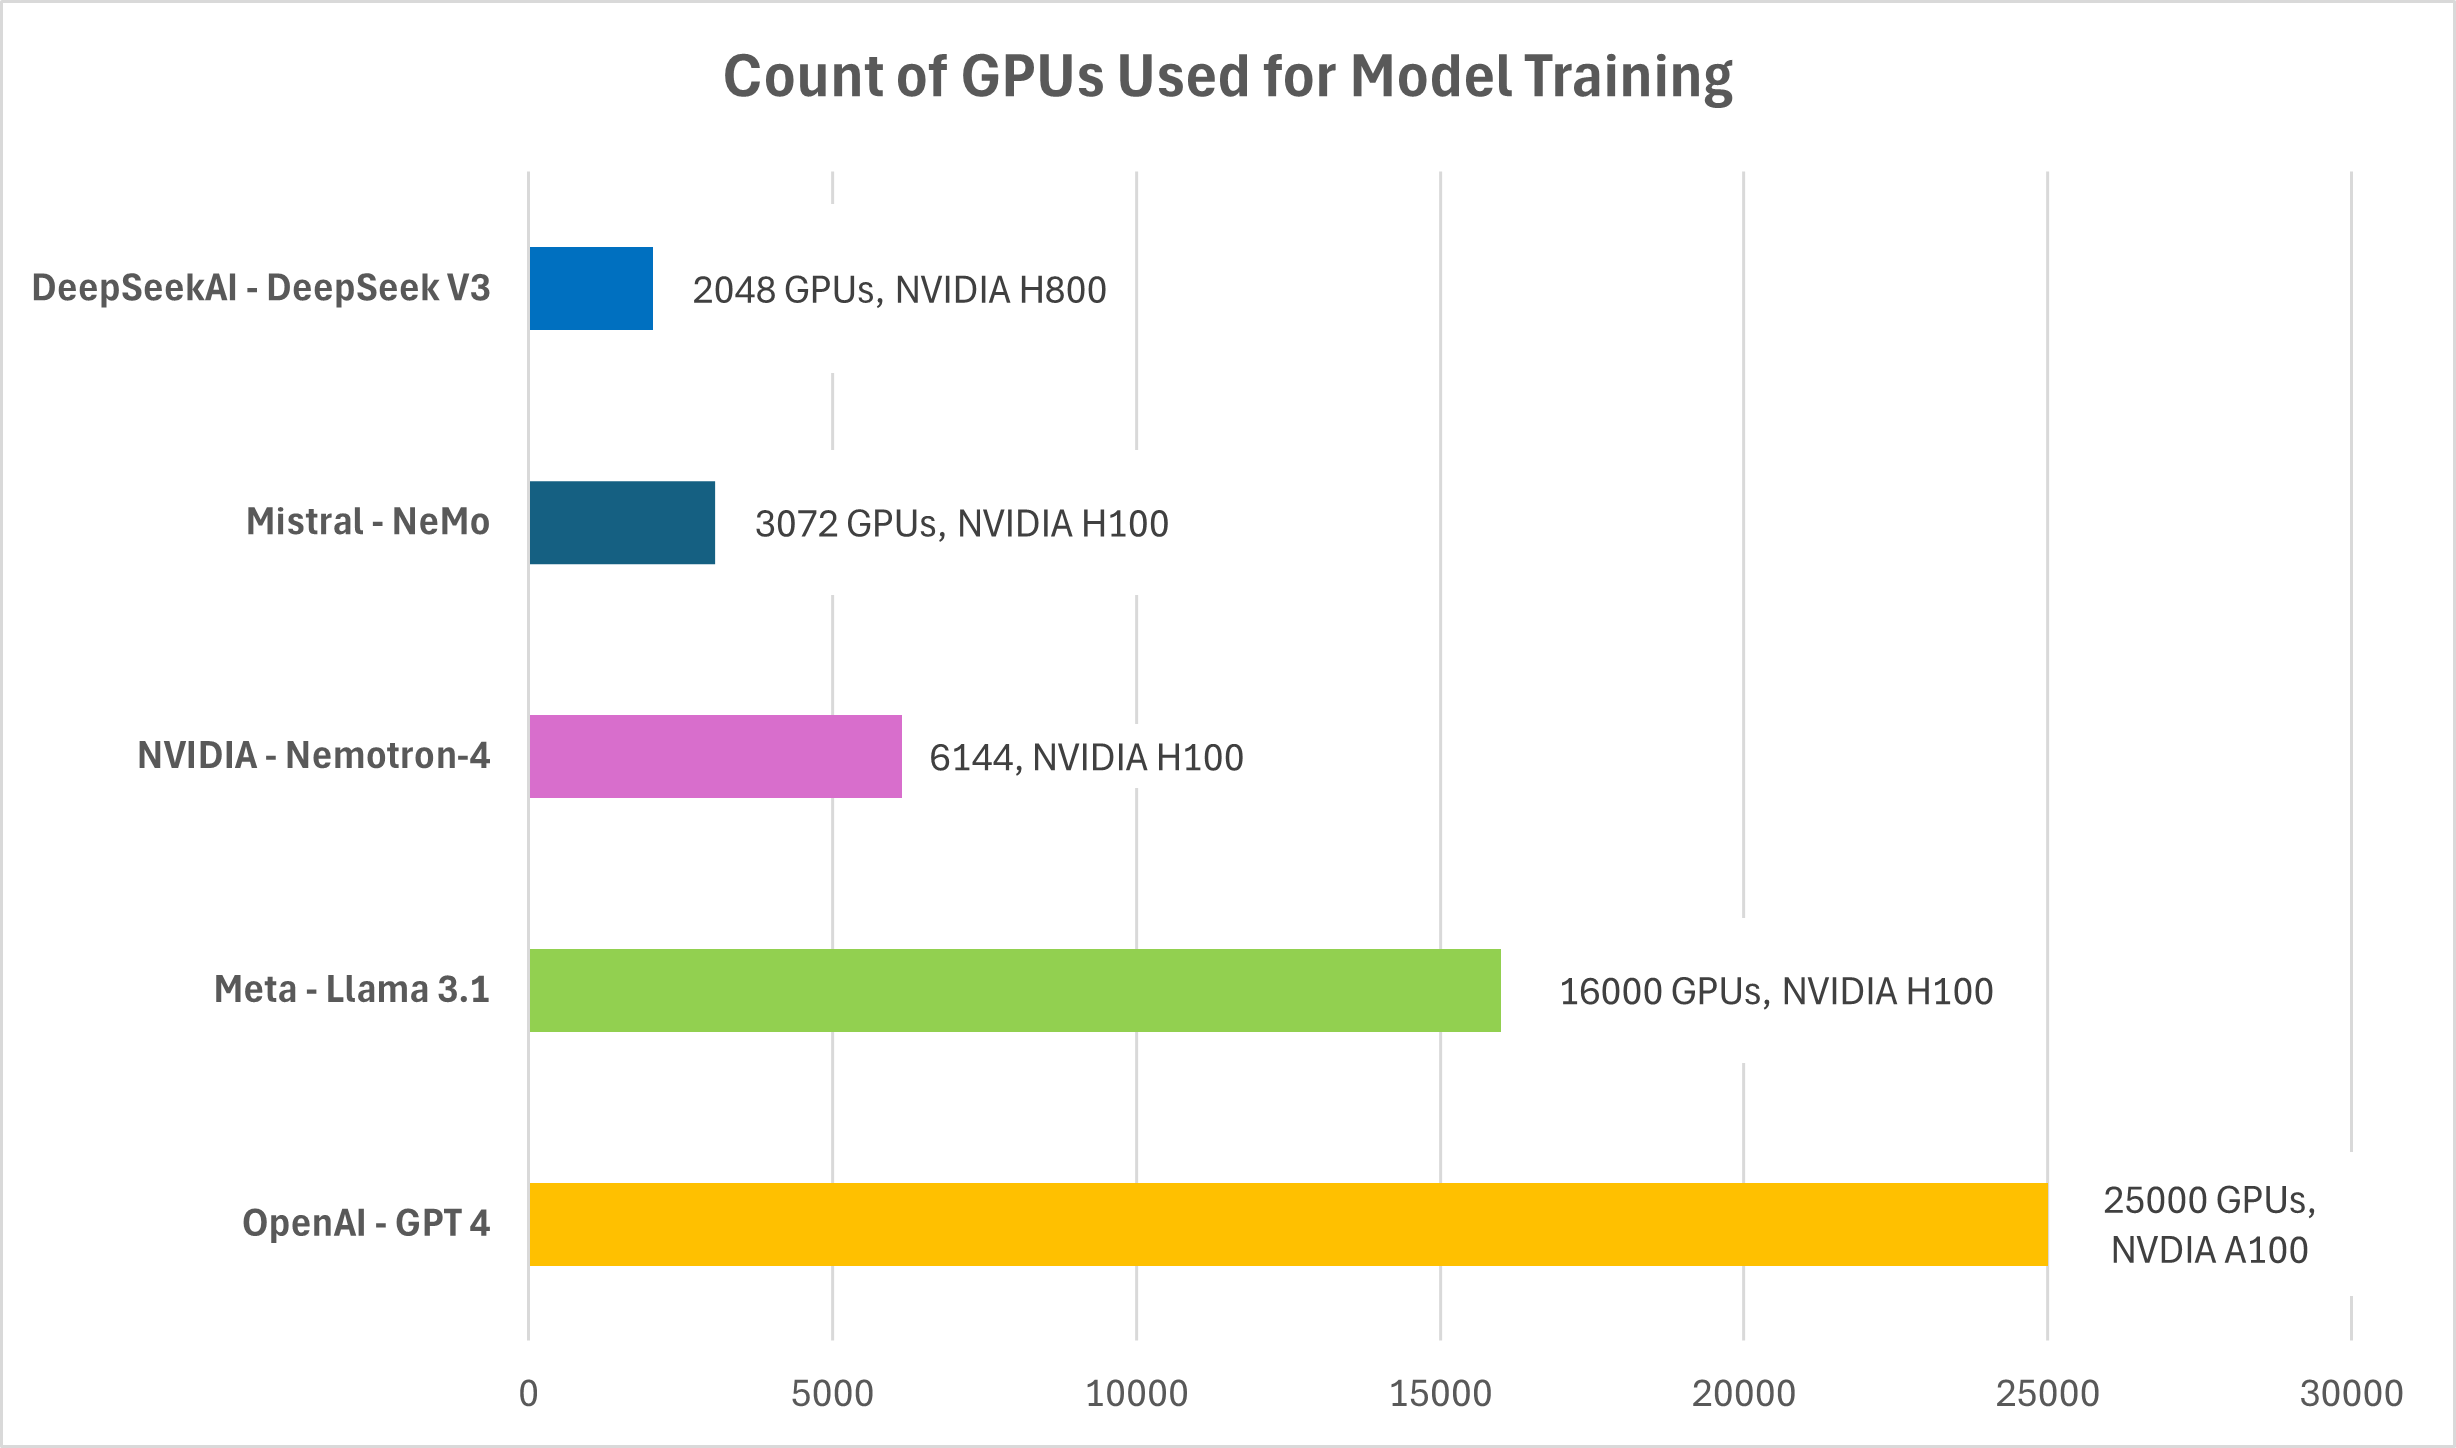 Count of GPUs Used for Model Training
DeepSeekAI - DeepSeek V3
2048 GPUs, NVIDIA H800
Mistral - NeMo
3072 GPUs, NVIDIA H100
NVIDIA - Nemotron-4
6144, NVIDIA H100
Meta - Llama 3.1
16000 GPUs, NVIDIA H100
OpenAI - GPT 4
25000 GPUs,
NVDIA A100
0 5000 10000 15000 20000 25000 30000